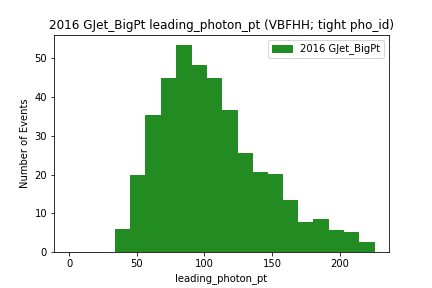 2016 GJet_BigPt leading_photon_pt (VBFHH; tight pho_id)
2016 GJet_BigPt
Number of Events
50
40
30
20
10
0
0 50 100 150 200
leading_photon_pt